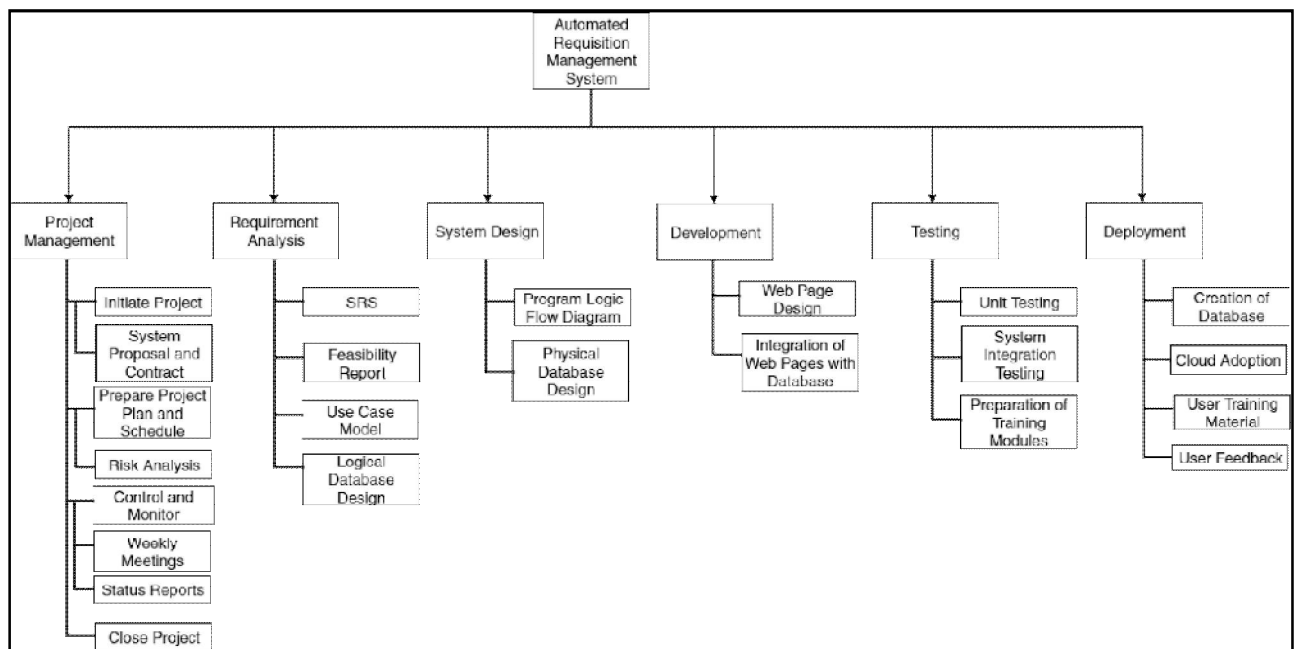 Automated
Requisition
Management
System
Project
Management
Requirement
Analysis
System Design
Development
Testing
Deployment
Initiate Project
System
Proposal and
Contract
Prepare Project
Plan and
Schedule
Risk Analysis
Control and
Monitor
Weekly
Meetings
Status Reports
Close Project
SRS
Feasibility
Report
Use Case
Model
Logical
Database
Design
Program Logic
Flow Diagram
Physical
Database
Design
Web Page
Design
Integration of
Web Pages with
Database
Unit Testing
System
Integration
Testing
Preparation of
Training
Modules
Creation of
Database
Cloud Adoption
User Training
Material
User Feedback